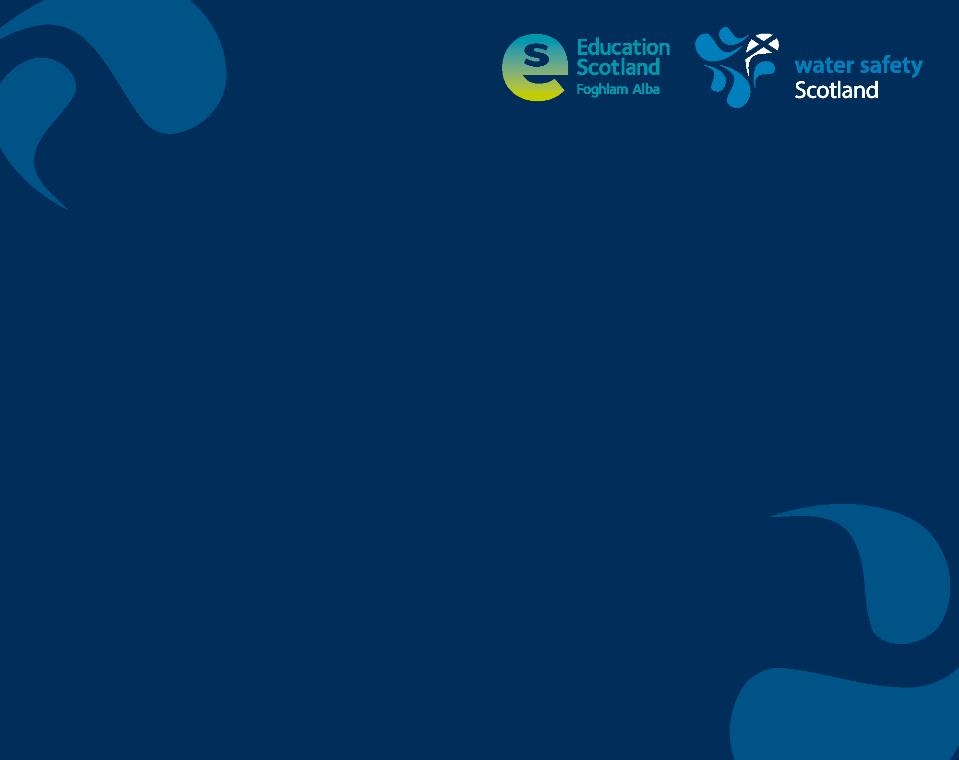 Education
Scotland
Foghlam Alba
water safety
Scotland